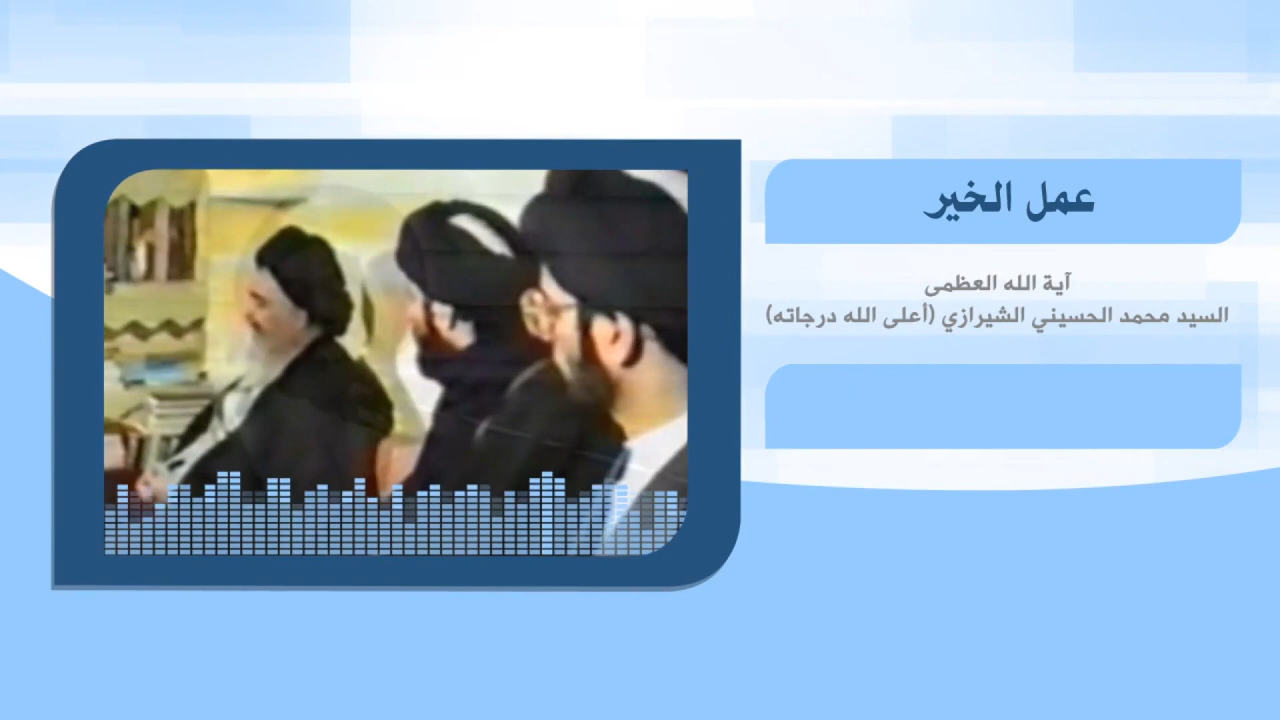 عمل الخير
آية الله العظمى
السيد محمد الحسيني الشيرازي (أعلى الله درجاته)